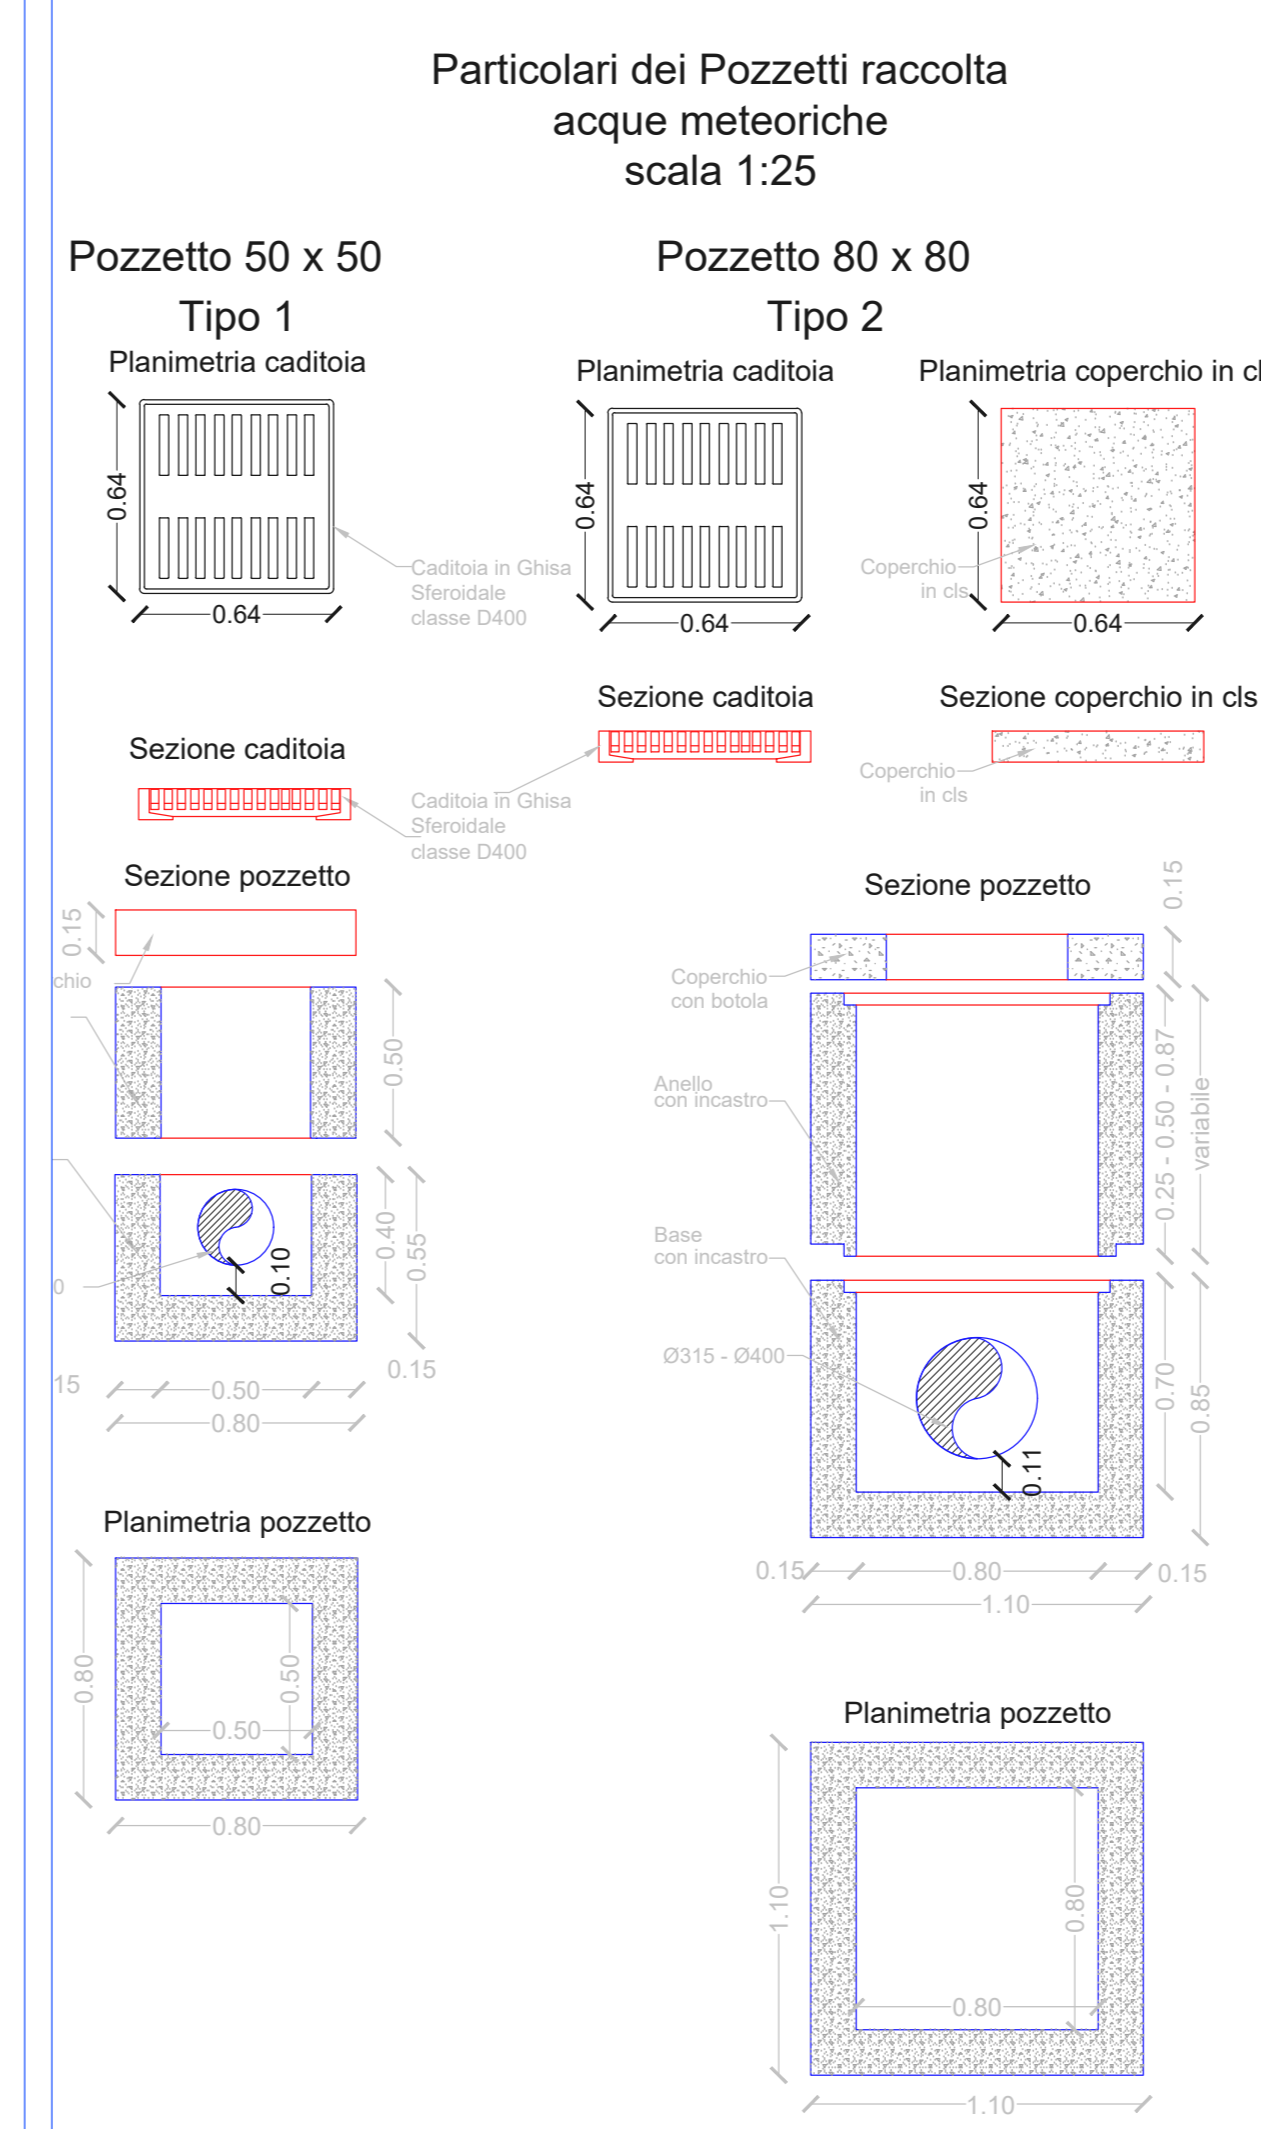 Particolari dei Pozzetti raccolta
acque meteoriche
scala 1:25
Pozzetto 50 x 50
Tipo 1
Planimetria caditoia
0.64
0.64
Caditoia in Ghisa
Sferoidale
classe D400
Sezione caditoia
Caditoia in Ghisa
Sferoidale
classe D400
Sezione pozzetto
0.15
chio
0.50
0.40
0.55
0.10
0
15
0.50
0.15
0.80
Planimetria pozzetto
0.80
0.50
0.50
0.80
Pozzetto 80 x 80
Tipo 2
Planimetria caditoia
0.64
0.64
Planimetria coperchio in cl
0.64
Coperchio
in cls
0.64
Sezione caditoia
Sezione coperchio in cls
Coperchio
in cls
Sezione pozzetto
0.15
Coperchio
con botola
Anello
con incastro
0.25 - 0.50 - 0.87
variabile
Base
con incastro
Ø315 - Ø400
0.70
0.85
0.11
0.15
0.80
0.15
1.10
Planimetria pozzetto
1.10
0.80
0.80
1.10